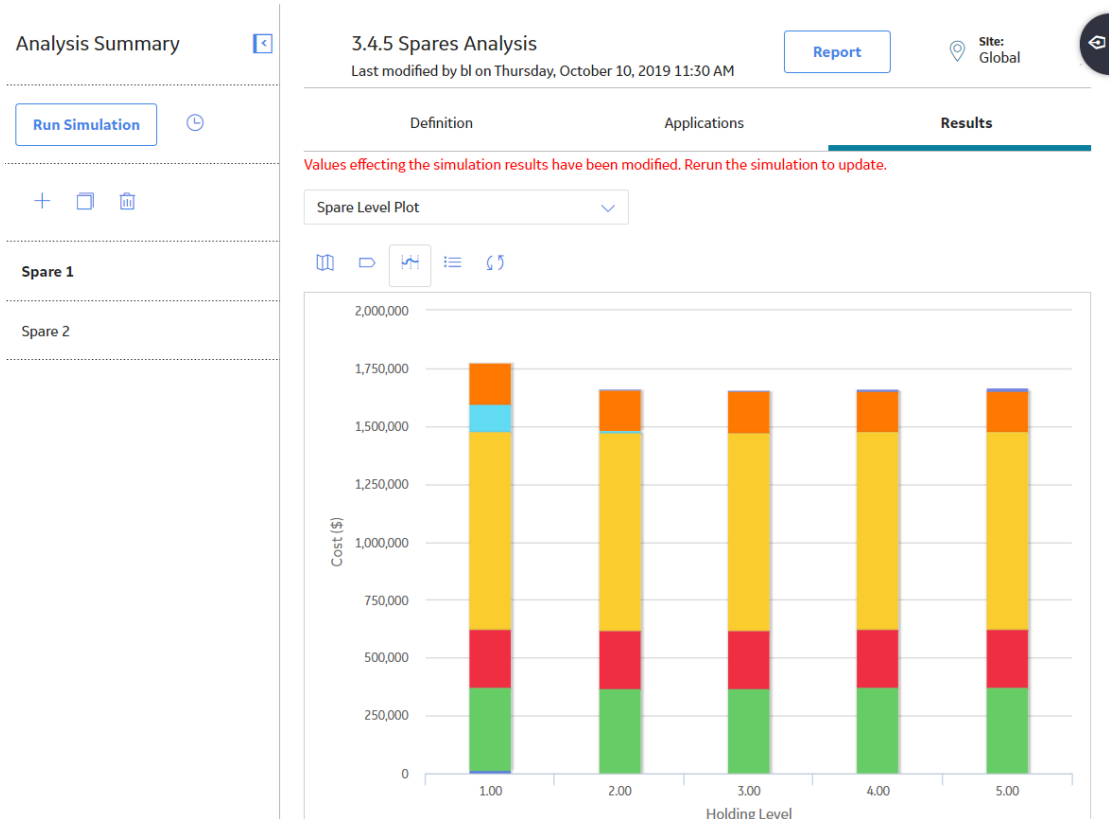 Analysis Summary
3.4.5 Spares Analysis
Last modified by bl on Thursday, October 10, 2019 11:30 AM
Report
Site:
Global
Run Simulation
Definition
Applications
Results
Values effecting the simulation results have been modified. Rerun the simulation to update.
Spare Level Plot
Spare 1
Spare 2
2,000,000
1,750,000
1,500,000
1,250,000
1,000,000
750,000
500,000
250,000
0
Cost ($)
1.00
2.00
3.00
4.00
5.00
Holding Level